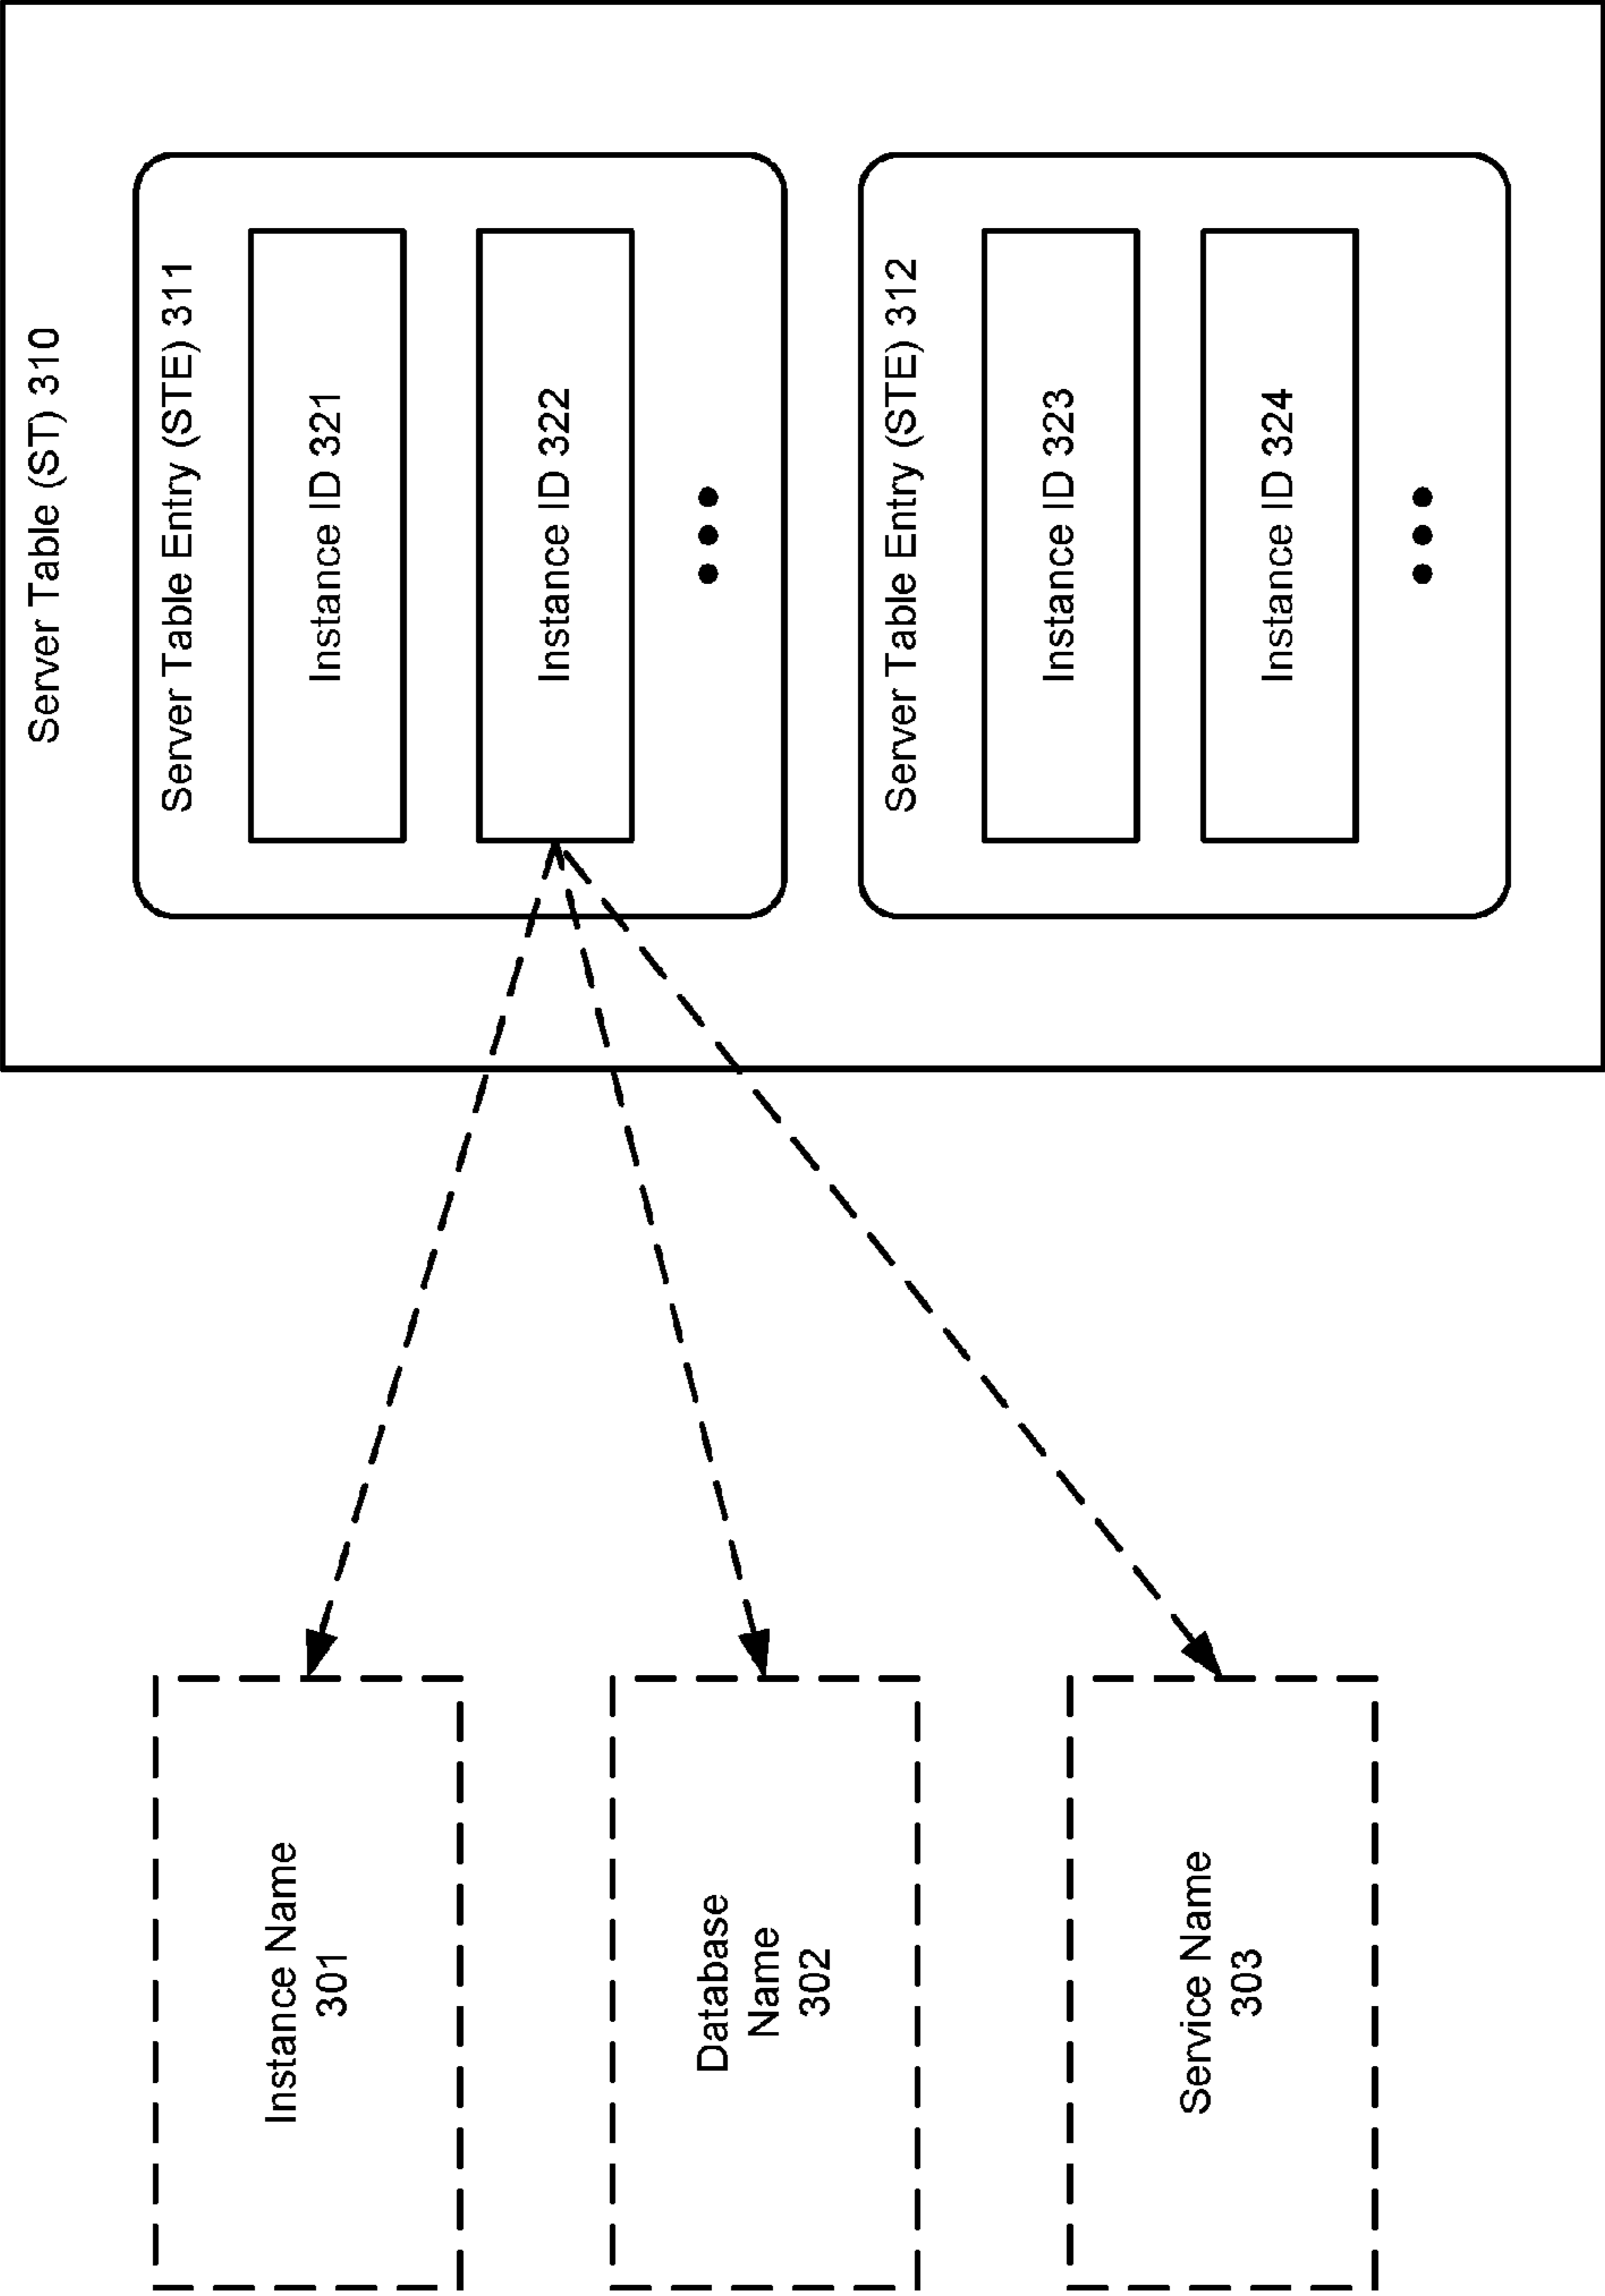 Server Table (ST) 310
Server Table Entry (STE) 311
Instance ID 321
Instance ID 322
Server Table Entry (STE) 312
Instance ID 323
Instance ID 324
Instance Name
301
Database
Name
302
Service Name
303